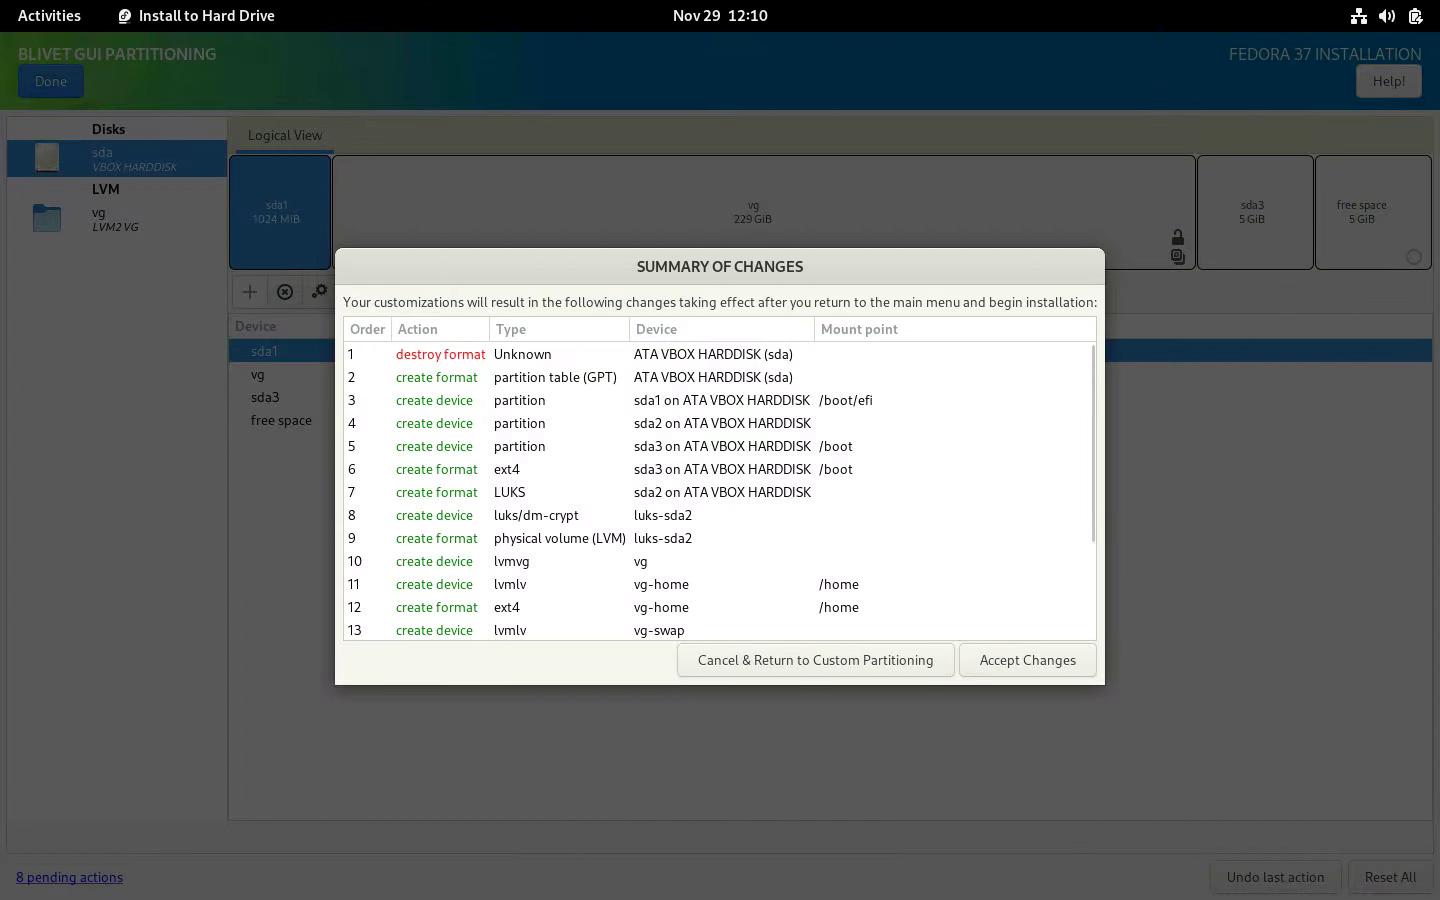 Activities
Install to Hard Drive
Nov 29 12:10
BLIVET GUI PARTITIONING
FEDORA 37 INSTALLATION
Done
Help!
Disks
sda
VBOX HARDDISK
LVM
vg
LVM2 VG
Logical View
sda1
1024 MiB
vg
229 GiB
sda3
5 GiB
free space
5 GiB
Device
sda1
vg
sda3
free space
SUMMARY OF CHANGES
Your customizations will result in the following changes taking effect after you return to the main menu and begin installation:
Order Action Type Device Mount point
1 destroy format Unknown ATA VBOX HARDDISK (sda)
2 create format partition table (GPT) ATA VBOX HARDDISK (sda)
3 create device partition sda1 on ATA VBOX HARDDISK /boot/efi
4 create device partition sda2 on ATA VBOX HARDDISK
5 create device partition sda3 on ATA VBOX HARDDISK /boot
6 create format ext4 sda3 on ATA VBOX HARDDISK /boot
7 create format LUKS sda2 on ATA VBOX HARDDISK
8 create device luks/dm-crypt luks-sda2
9 create format physical volume (LVM) luks-sda2
10 create device lvmvg vg
11 create device lvmlv vg-home /home
12 create format ext4 vg-home /home
13 create device lvmlv vg-swap
Cancel & Return to Custom Partitioning
Accept Changes
8 pending actions
Undo last action
Reset All